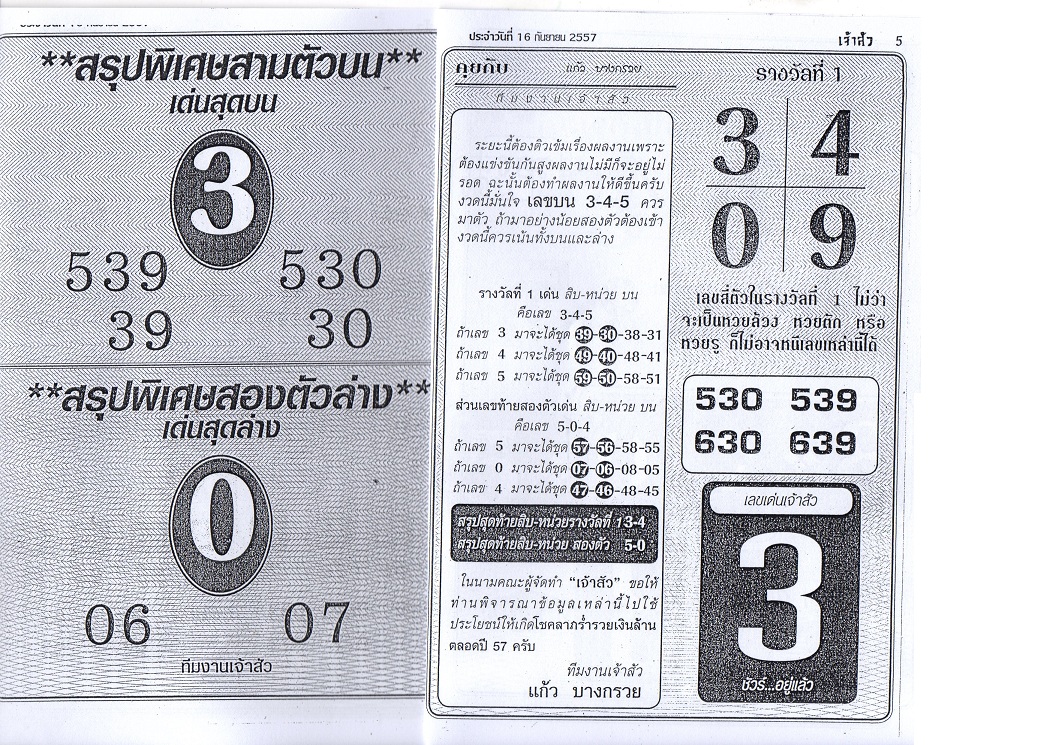 **สรุปพิเศษสามตัวบน**
เด่นสุดบน
3
539 530
39 30
**สรุปพิเศษสองตัวล่าง**
เด่นสุดล่าง
0
06 07
ทีมงานเจ้าสัว
ประจำวันที่ 16 กันยายน 2557
เจ้าสัว 5
คุยกับ แก้ว บางกรวย
ทีมงานเจ้าสัว
ระยะนี้ต้องติวเข้มเรื่องผลงานเพราะ
ต้องแข่งขันกันสูงผลงานไม่มีก็จะอยู่ไม่
รอด ฉะนั้นต้องทำผลงานให้ดีขึ้นครับ
งวดนี้มั่นใจ เลขบน 3-4-5 ควร
มาตัว ถ้ามาอย่างน้อยสองตัวต้องเข้า
งวดนี้ควรเน้นทั้งบนและล่าง
รางวัลที่ 1 เด่น สิบ-หน่วย บน
คือเลข 3-4-5
ถ้าเลข 3 มาจะได้ชุด 39-30-38-31
ถ้าเลข 4 มาจะได้ชุด 49-40-48-41
ถ้าเลข 5 มาจะได้ชุด 59-50-58-51
ส่วนเลขท้ายสองตัวเด่น สิบ-หน่วย บน
คือเลข 5-0-4
ถ้าเลข 5 มาจะได้ชุด 57-56-58-55
ถ้าเลข 0 มาจะได้ชุด 07-06-08-05
ถ้าเลข 4 มาจะได้ชุด 47-46-48-45
สรุปสุดท้ายสิบ-หน่วยรางวัลที่ 1 3-4
สรุปสุดท้ายสิบ-หน่วย สองตัว 5-0
ในนามคณะผู้จัดทำ “เจ้าสัว” ขอให้
ท่านพิจารณาข้อมูลเหล่านี้ไปใช้
ประโยชน์ให้เกิดโชคลาภร่ำรวยเงินล้าน
ตลอดปี 57 ครับ
ทีมงานเจ้าสัว
แก้ว บางกรวย
รางวัลที่ 1
3 4
0 9
เลขสี่ตัวในรางวัลที่ 1 ไม่ว่า
จะเป็นหวยล้วง หวยดัก หรือ
หวยรู ก็ไม่อาจหนีเลขเหล่านี้ได้
530 539
630 639
เลขเด่นเจ้าสัว
3
ชัวร์...อยู่แล้ว